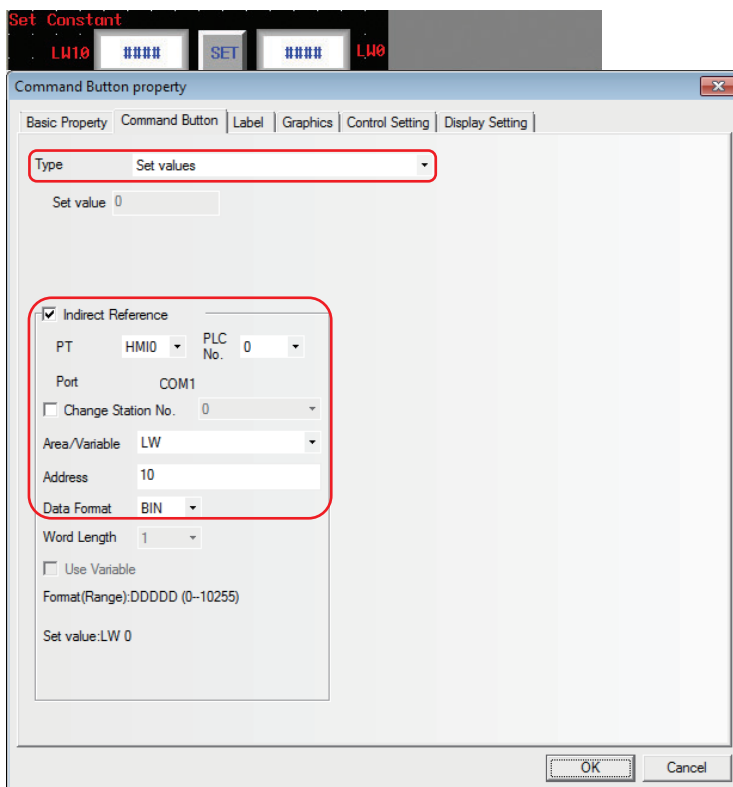 Set Constant
LW10 #### SET #### LW0
Command Button property
Basic Property Command Button Label Graphics Control Setting Display Setting
Type Set values
Set value 0
Indirect Reference
PT HMI0 PLC No. 0
Port COM1
Change Station No. 0
Area/Variable LW
Address 10
Data Format BIN
Word Length 1
Use Variable
Format(Range):DDDDD (0--10255)
Set value:LW 0
OK Cancel